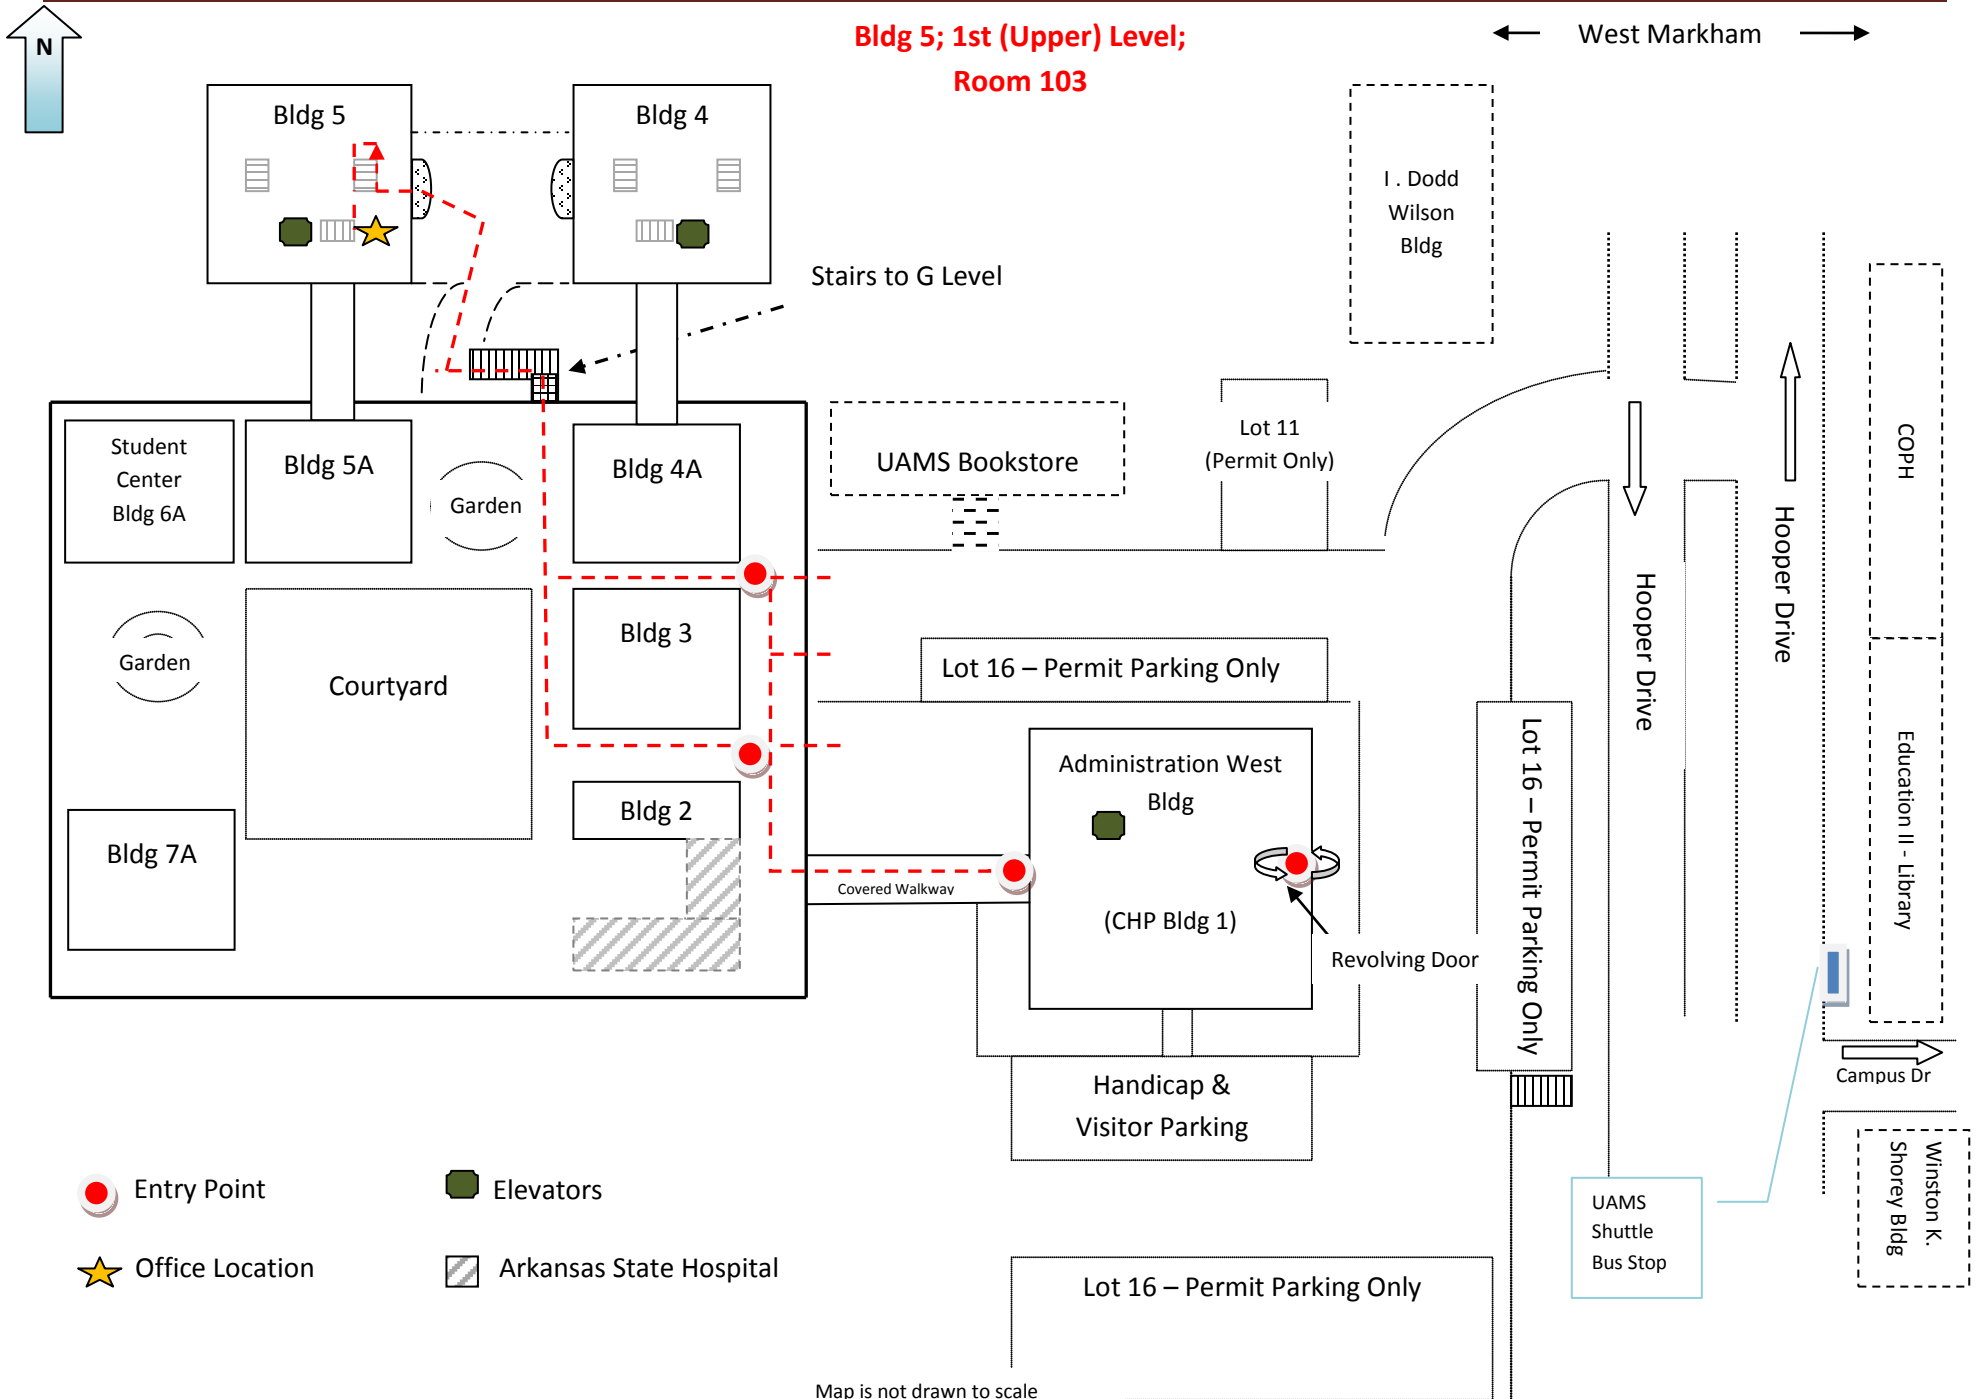 N
Bldg 5; 1st (Upper) Level;
Room 103
West Markham
Bldg 5
Bldg 4
I . Dodd
Wilson
Bldg
Stairs to G Level
Student
Center
Bldg 6A
Bldg 5A
Garden
Bldg 4A
UAMS Bookstore
Lot 11
(Permit Only)
COPH
Hooper Drive
Hooper Drive
Garden
Courtyard
Bldg 3
Lot 16 – Permit Parking Only
Administration West
Bldg
Lot 16 – Permit Parking Only
Education II - Library
Bldg 2
Bldg 7A
Covered Walkway
(CHP Bldg 1)
Revolving Door
Campus Dr
Handicap &
Visitor Parking
Winston K.
Shorey Bldg
Entry Point
Elevators
UAMS
Shuttle
Bus Stop
Office Location
Arkansas State Hospital
Lot 16 – Permit Parking Only
Map is not drawn to scale